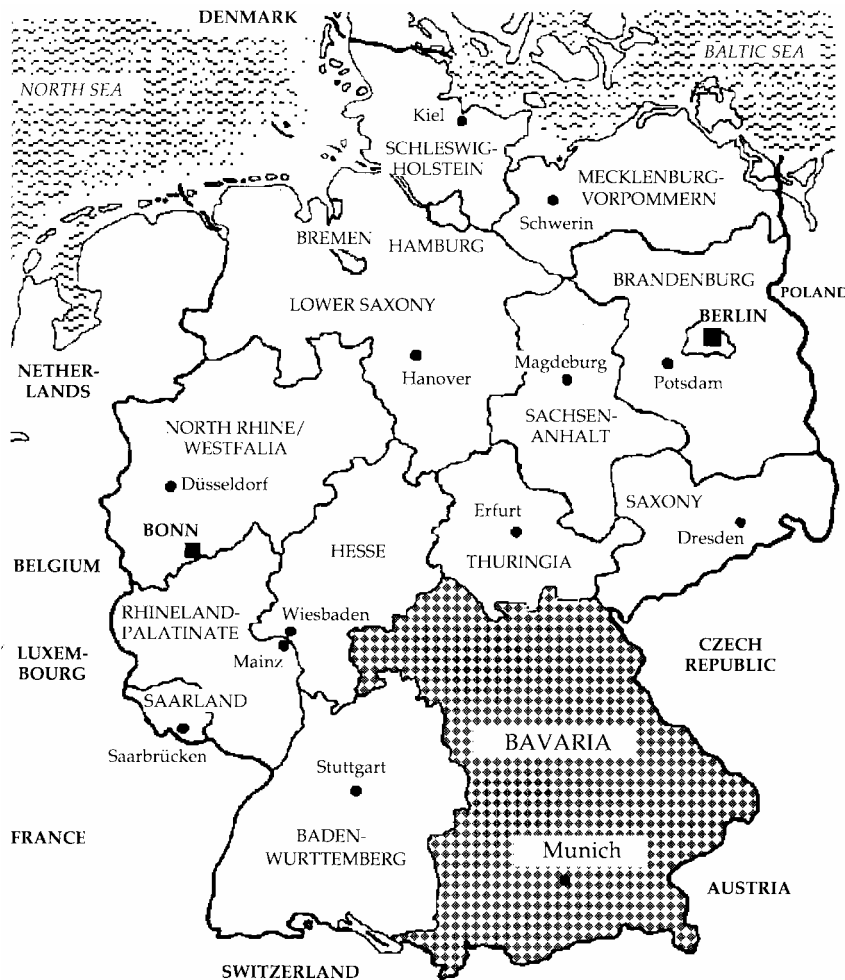 DENMARK
BALTIC SEA
NORTH SEA
Kiel
SCHLESWIG-
HOLSTEIN
MECKLENBURG-
VORPOMMERN
Schwerin
BREMEN
HAMBURG
BRANDENBURG
POLAND
LOWER SAXONY
BERLIN
NETHER-
LANDS
Hanover
Magdeburg
Potsdam
SACHSEN-
ANHALT
NORTH RHINE/
WESTFALIA
Düsseldorf
SAXONY
Erfurt
Dresden
BONN
HESSE
THURINGIA
BELGIUM
RHINELAND-
PALATINATE
Wiesbaden
Mainz
LUXEM-
BOURG
CZECH
REPUBLIC
SAARLAND
Saarbrücken
BAVARIA
Stuttgart
FRANCE
BADEN-
WURTTEMBERG
Munich
AUSTRIA
SWITZERLAND